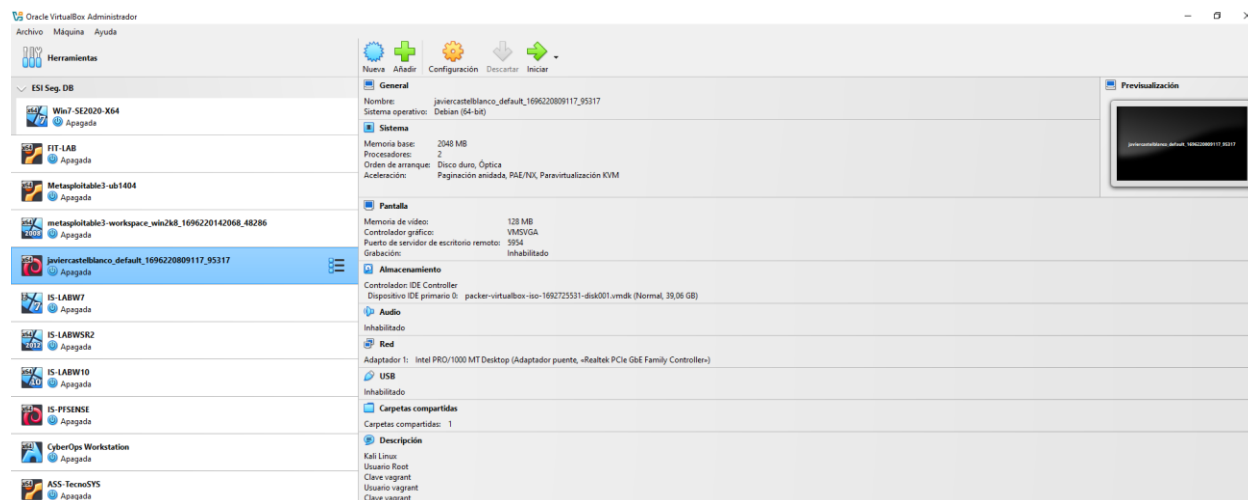 Oracle VirtualBox Administrador
Archivo Máquina Ayuda
Herramientas
Nueva Añadir Configuración Descartar Iniciar
ESI Seg. DB
Win7-SE2020-X64
Apagada
FIT-LAB
Apagada
Metasploitable3-ub1404
Apagada
metasploitable3-workspace_win2k8_1696220142068_48286
Apagada
javiercastelblanco_default_1696220809117_95317
Apagada
IS-LABW7
Apagada
IS-LABWSR2
Apagada
IS-LABW10
Apagada
IS-PFSENSE
Apagada
CyberOps Workstation
Apagada
ASS-TecnoSYS
Apagada
General
Nombre: javiercastelblanco_default_1696220809117_95317
Sistema operativo: Debian (64-bit)
Sistema
Memoria base: 2048 MB
Procesadores: 2
Orden de arranque: Disco duro, Óptica
Aceleración: Paginación anidada, PAE/NX, Paravirtualización KVM
Pantalla
Memoria de vídeo: 128 MB
Controlador gráfico: VMSVGA
Puerto de servidor de escritorio remoto: 5954
Grabación: Inhabilitado
Almacenamiento
Controlador: IDE Controller
Dispositivo IDE primario 0: packer-virtualbox-iso-1692725531-disk001.vmdk (Normal, 39,06 GB)
Audio
Inhabilitado
Red
Adaptador 1: Intel PRO/1000 MT Desktop (Adaptador puente, «Realtek PCIe GbE Family Controller»)
USB
Inhabilitado
Carpetas compartidas
Carpetas compartidas: 1
Descripción
Kali Linux
Usuario Root
Clave vagrant
Usuario vagrant
Clave vagrant
Previsualización
javiercastelblanco_default_1696220809117_95317